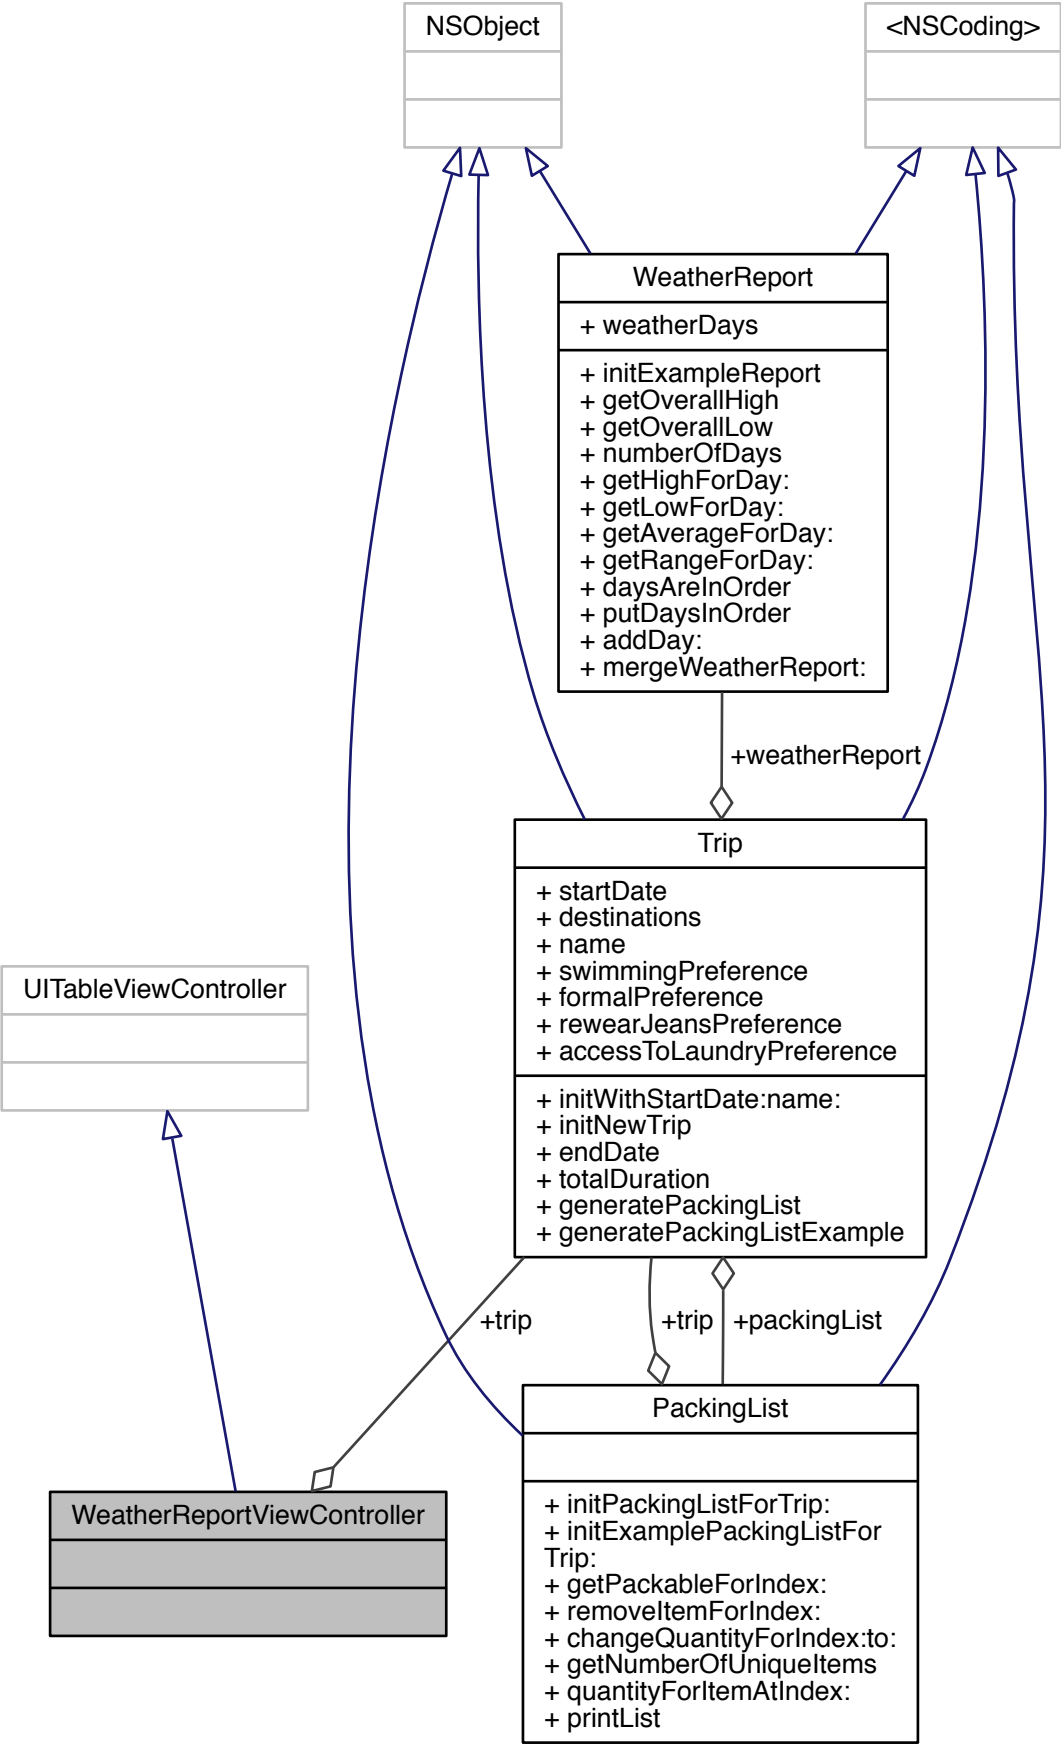 NSObject
<NSCoding>
WeatherReport
+ weatherDays
+ initExampleReport
+ getOverallHigh
+ getOverallLow
+ numberOfDays
+ getHighForDay:
+ getLowForDay:
+ getAverageForDay:
+ getRangeForDay:
+ daysAreInOrder
+ putDaysInOrder
+ addDay:
+ mergeWeatherReport:
+weatherReport
Trip
+ startDate
+ destinations
+ name
+ swimmingPreference
+ formalPreference
+ rewearJeansPreference
+ accessToLaundryPreference
+ initWithStartDate:name:
+ initNewTrip
+ endDate
+ totalDuration
+ generatePackingList
+ generatePackingListExample
UITableViewController
+trip
+trip
+packingList
PackingList
+ initPackingListForTrip:
+ initExamplePackingListFor
Trip:
+ getPackableForIndex:
+ removeItemForIndex:
+ changeQuantityForIndex:to:
+ getNumberOfUniqueItems
+ quantityForItemAtIndex:
+ printList
WeatherReportViewController